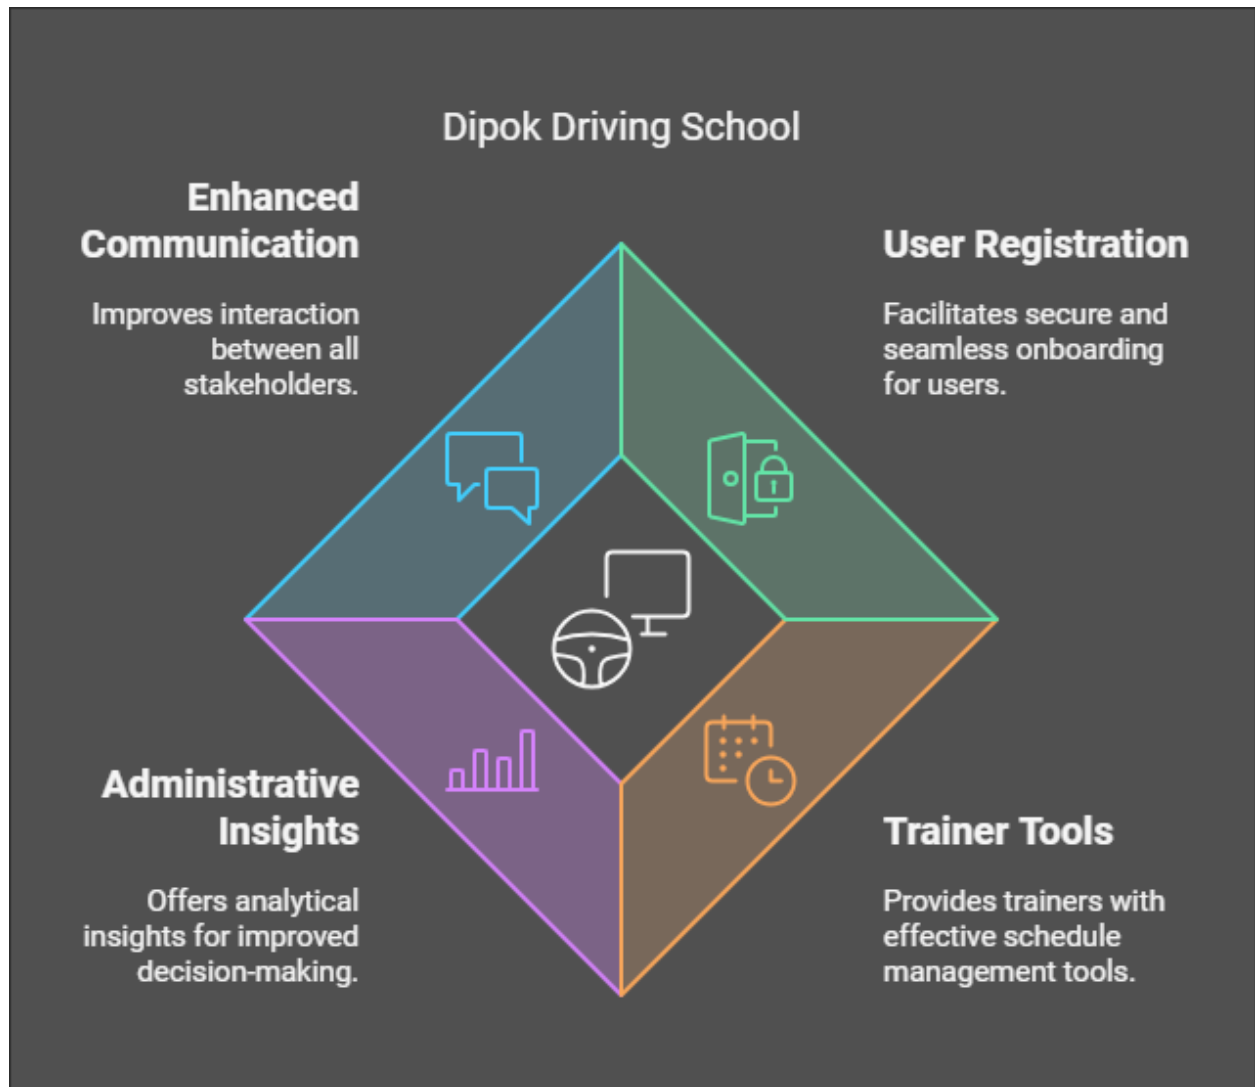 Dipok Driving School
Enhanced
Communication
Improves interaction
between all
stakeholders.
User Registration
Facilitates secure and
seamless onboarding
for users.
Administrative
Insights
Offers analytical
insights for improved
decision-making.
Trainer Tools
Provides trainers with
effective schedule
management tools.